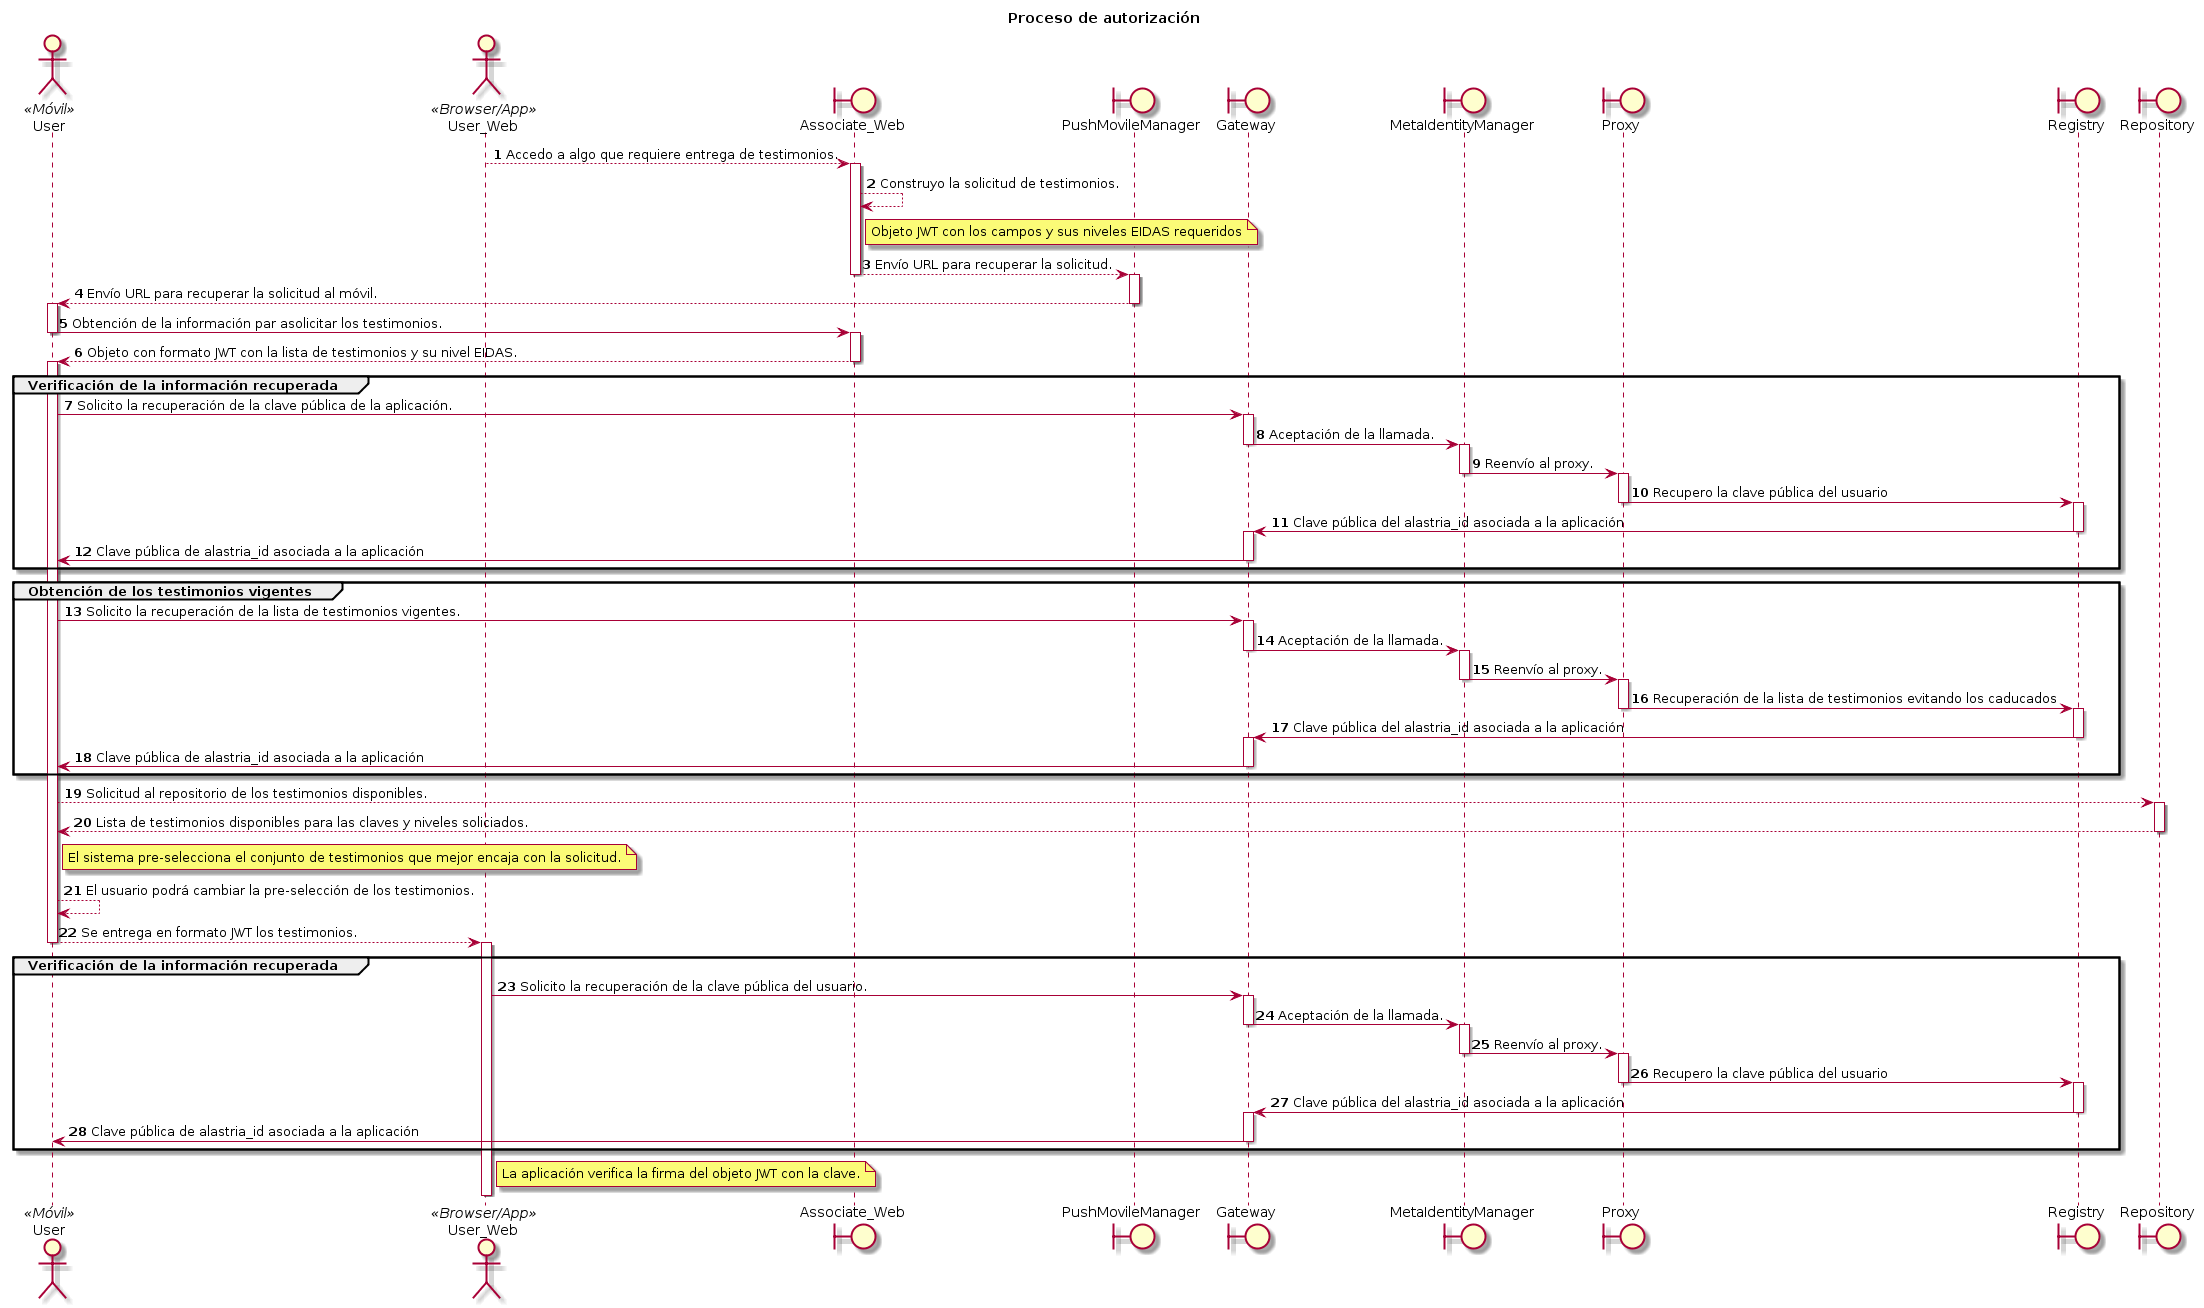 Proceso de autorización
«Móvil»
User
«Browser/App»
User_Web
Associate_Web
PushMovileManager
Gateway
MetaIdentityManager
Proxy
Registry
Repository
1 Accedo a algo que requiere entrega de testimonios.
2 Construyo la solicitud de testimonios.
Objeto JWT con los campos y sus niveles EIDAS requeridos
3 Envío URL para recuperar la solicitud.
4 Envío URL para recuperar la solicitud al móvil.
5 Obtención de la información par asolicitar los testimonios.
6 Objeto con formato JWT con la lista de testimonios y su nivel EIDAS.
Verificación de la información recuperada
7 Solicito la recuperación de la clave pública de la aplicación.
8 Aceptación de la llamada.
9 Reenvío al proxy.
10 Recupero la clave pública del usuario
11 Clave pública del alastria_id asociada a la aplicación
12 Clave pública de alastria_id asociada a la aplicación
Obtención de los testimonios vigentes
13 Solicito la recuperación de la lista de testimonios vigentes.
14 Aceptación de la llamada.
15 Reenvío al proxy.
16 Recuperación de la lista de testimonios evitando los caducados
17 Clave pública del alastria_id asociada a la aplicación
18 Clave pública de alastria_id asociada a la aplicación
19 Solicitud al repositorio de los testimonios disponibles.
20 Lista de testimonios disponibles para las claves y niveles soliciados.
El sistema pre-selecciona el conjunto de testimonios que mejor encaja con la solicitud.
21 El usuario podrá cambiar la pre-selección de los testimonios.
22 Se entrega en formato JWT los testimonios.
Verificación de la información recuperada
23 Solicito la recuperación de la clave pública del usuario.
24 Aceptación de la llamada.
25 Reenvío al proxy.
26 Recupero la clave pública del usuario
27 Clave pública del alastria_id asociada a la aplicación
28 Clave pública de alastria_id asociada a la aplicación
La aplicación verifica la firma del objeto JWT con la clave.
«Móvil»
User
«Browser/App»
User_Web
Associate_Web
PushMovileManager
Gateway
MetaIdentityManager
Proxy
Registry
Repository